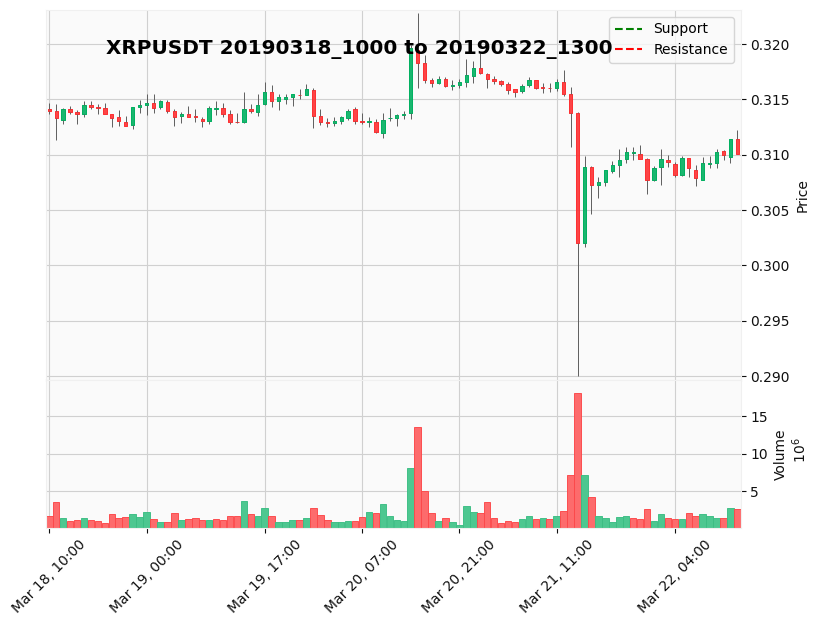 XRPUSDT 20190318_1000 to 20190322_1300
Support
Resistance
0.320
0.315
0.310
0.305
0.300
0.295
0.290
Price
15
10
5
Volume
10^6
Mar 18, 10:00
Mar 19, 00:00
Mar 19, 17:00
Mar 20, 07:00
Mar 20, 21:00
Mar 21, 11:00
Mar 22, 04:00